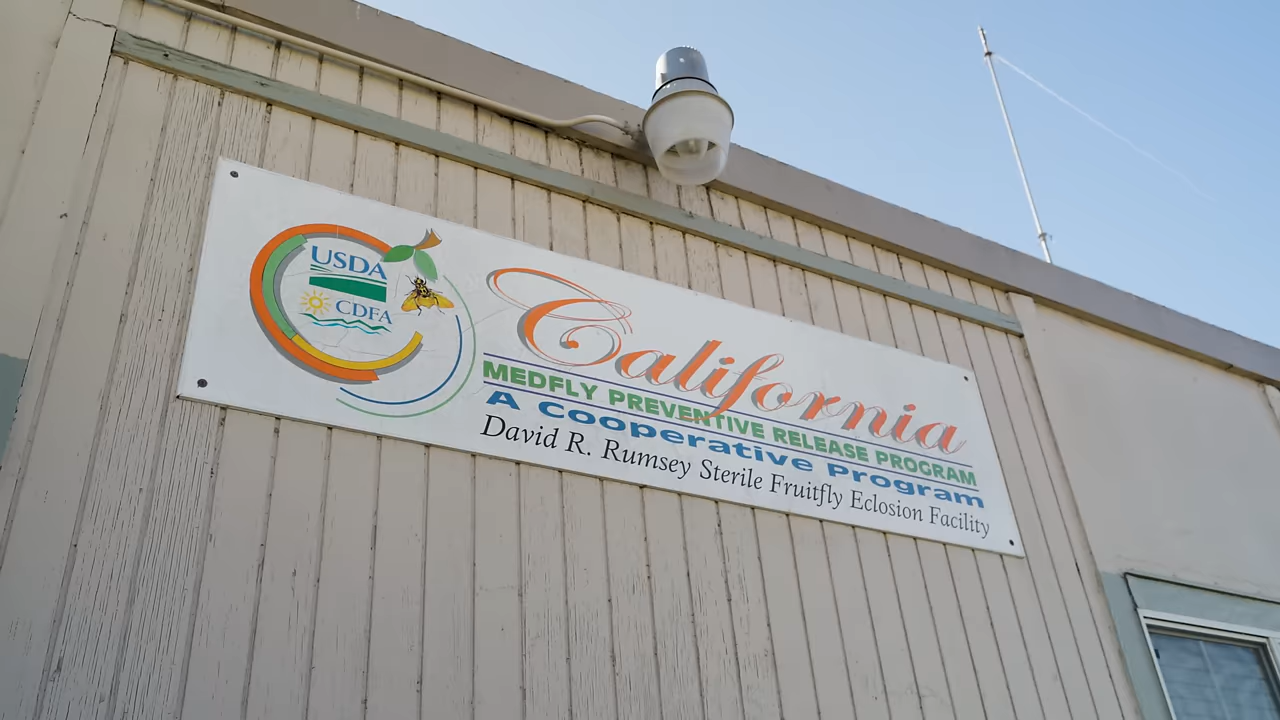 USDA
CDFA
California
MEDFLY PREVENTIVE RELEASE PROGRAM
A Cooperative Program
David R. Rumsey Sterile Fruitfly Eclosion Facility